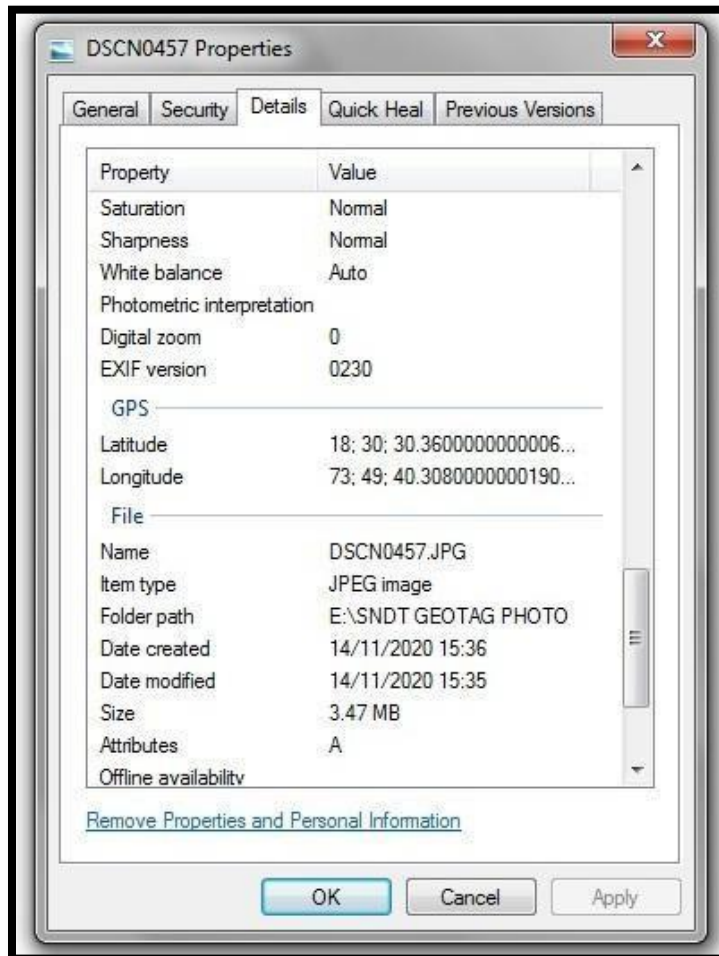 DSCN0457 Properties
General Security Details Quick Heal Previous Versions
Property Value
Saturation Normal
Sharpness Normal
White balance Auto
Photometric interpretation
Digital zoom 0
EXIF version 0230
GPS
Latitude 18; 30; 30.3600000000006...
Longitude 73; 49; 40.3080000000190...
File
Name DSCN0457.JPG
Item type JPEG image
Folder path E:\SNDT GEOTAG PHOTO
Date created 14/11/2020 15:36
Date modified 14/11/2020 15:35
Size 3.47 MB
Attributes A
Offline availability
Remove Properties and Personal Information
OK Cancel Apply